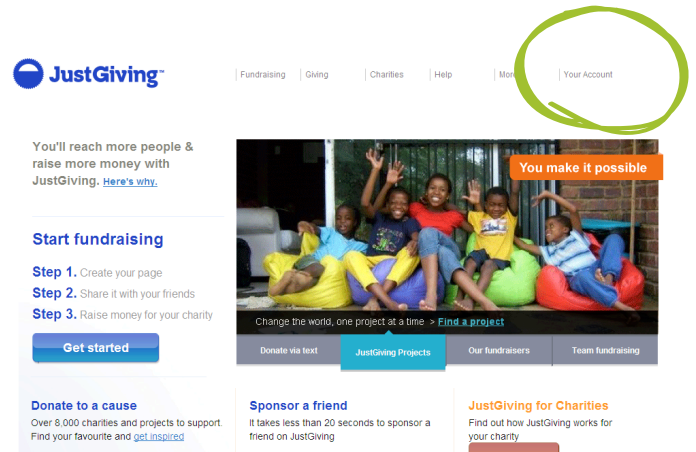 JustGiving™
Fundraising
Giving
Charities
Help
More
Your Account
You'll reach more people &
raise more money with
JustGiving. Here's why.
Start fundraising
Step 1. Create your page
Step 2. Share it with your friends
Step 3. Raise money for your charity
Get started
You make it possible
Change the world, one project at a time > Find a project
Donate via text
JustGiving Projects
Our fundraisers
Team fundraising
Donate to a cause
Over 8,000 charities and projects to support.
Find your favourite and get inspired
Sponsor a friend
It takes less than 20 seconds to sponsor a
friend on JustGiving
JustGiving for Charities
Find out how JustGiving works for
your charity